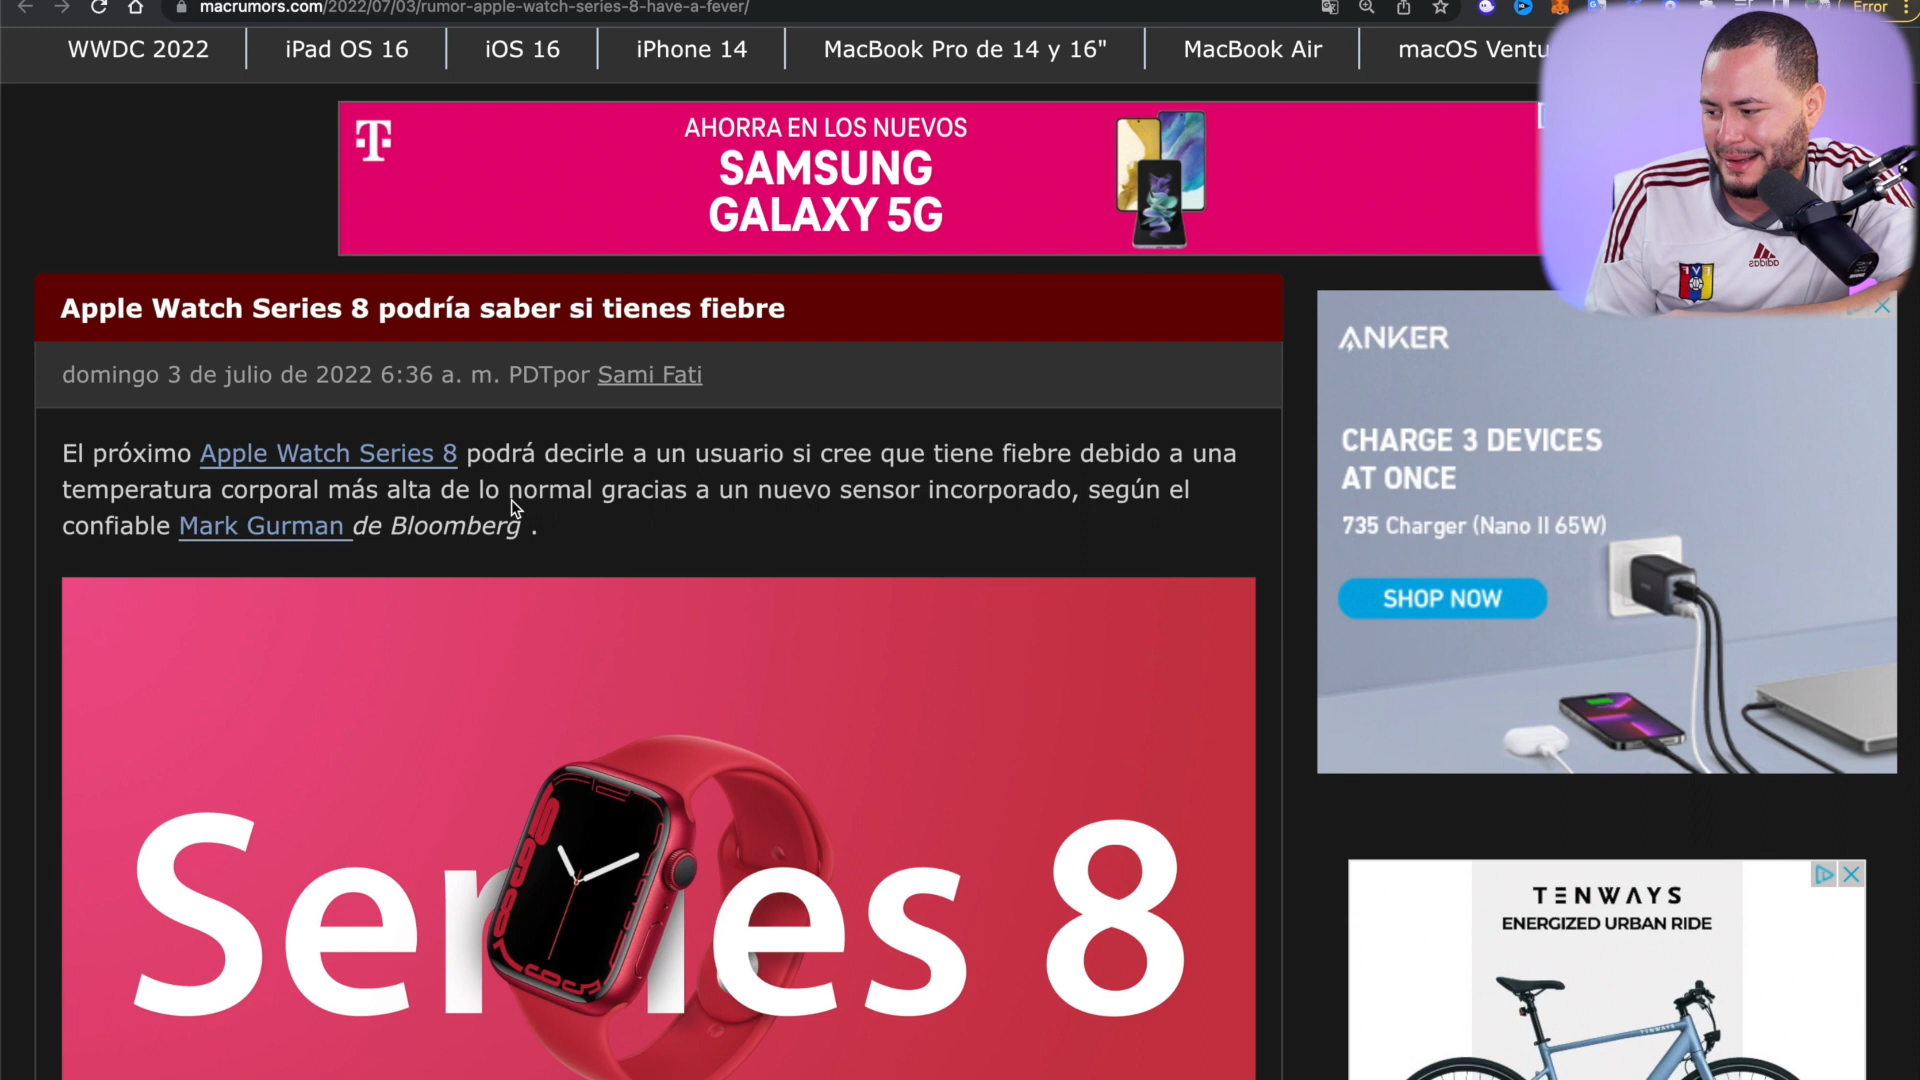 macrumors.com/2022/07/03/rumor-apple-watch-series-8-have-a-fever/
Error
WWDC 2022
iPad OS 16
iOS 16
iPhone 14
MacBook Pro de 14 y 16"
MacBook Air
macOS Ventu
T
AHORRA EN LOS NUEVOS
SAMSUNG
GALAXY 5G
adidas
FVF
Apple Watch Series 8 podría saber si tienes fiebre
domingo 3 de julio de 2022 6:36 a. m. PDTpor Sami Fati
El próximo Apple Watch Series 8 podrá decirle a un usuario si cree que tiene fiebre debido a una
temperatura corporal más alta de lo normal gracias a un nuevo sensor incorporado, según el
confiable Mark Gurman de Bloomberg .
Series 8
ANKER
CHARGE 3 DEVICES
AT ONCE
735 Charger (Nano II 65W)
SHOP NOW
TENWAYS
ENERGIZED URBAN RIDE
TENWAYS